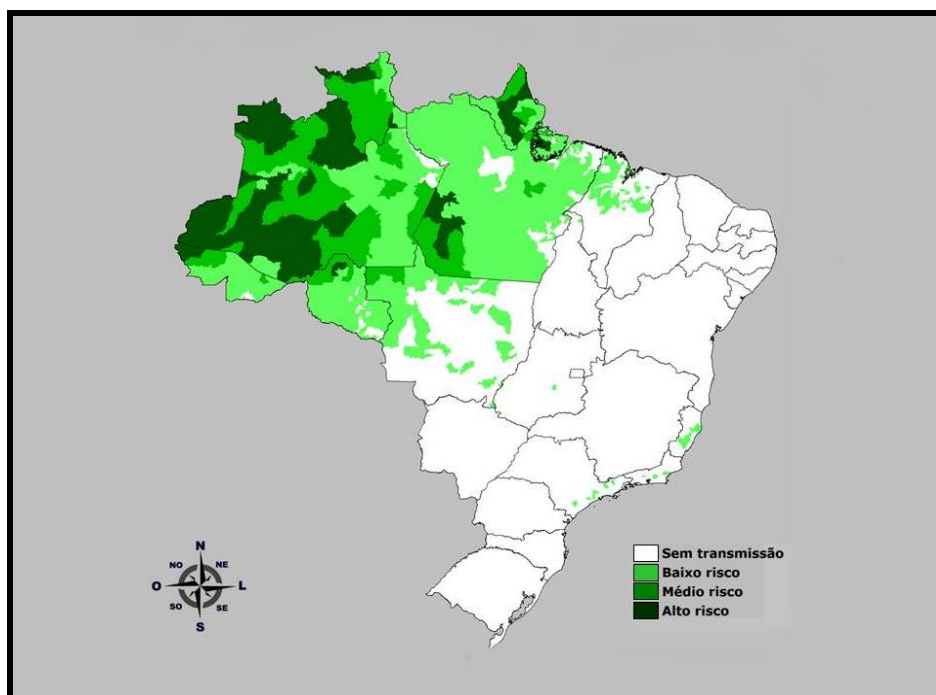 N
NO NE
O L
SO SE
S
Sem transmissão
Baixo risco
Médio risco
Alto risco